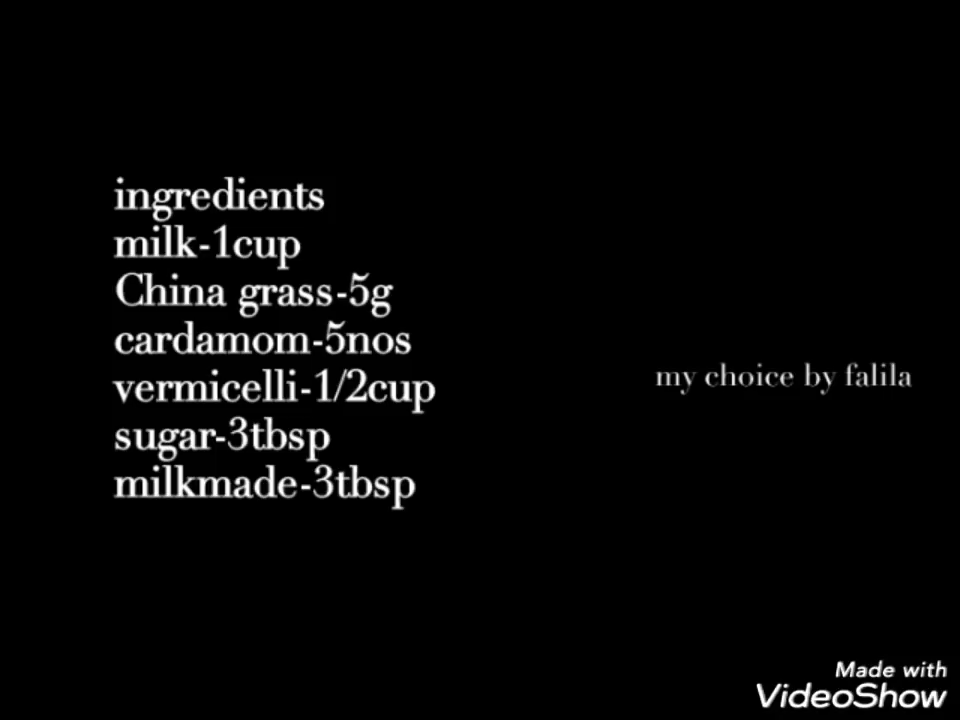 ingredients
milk-1cup
China grass-5g
cardamom-5nos
vermicelli-1/2cup
sugar-3tbsp
milkmade-3tbsp
my choice by falila
Made with
VideoShow